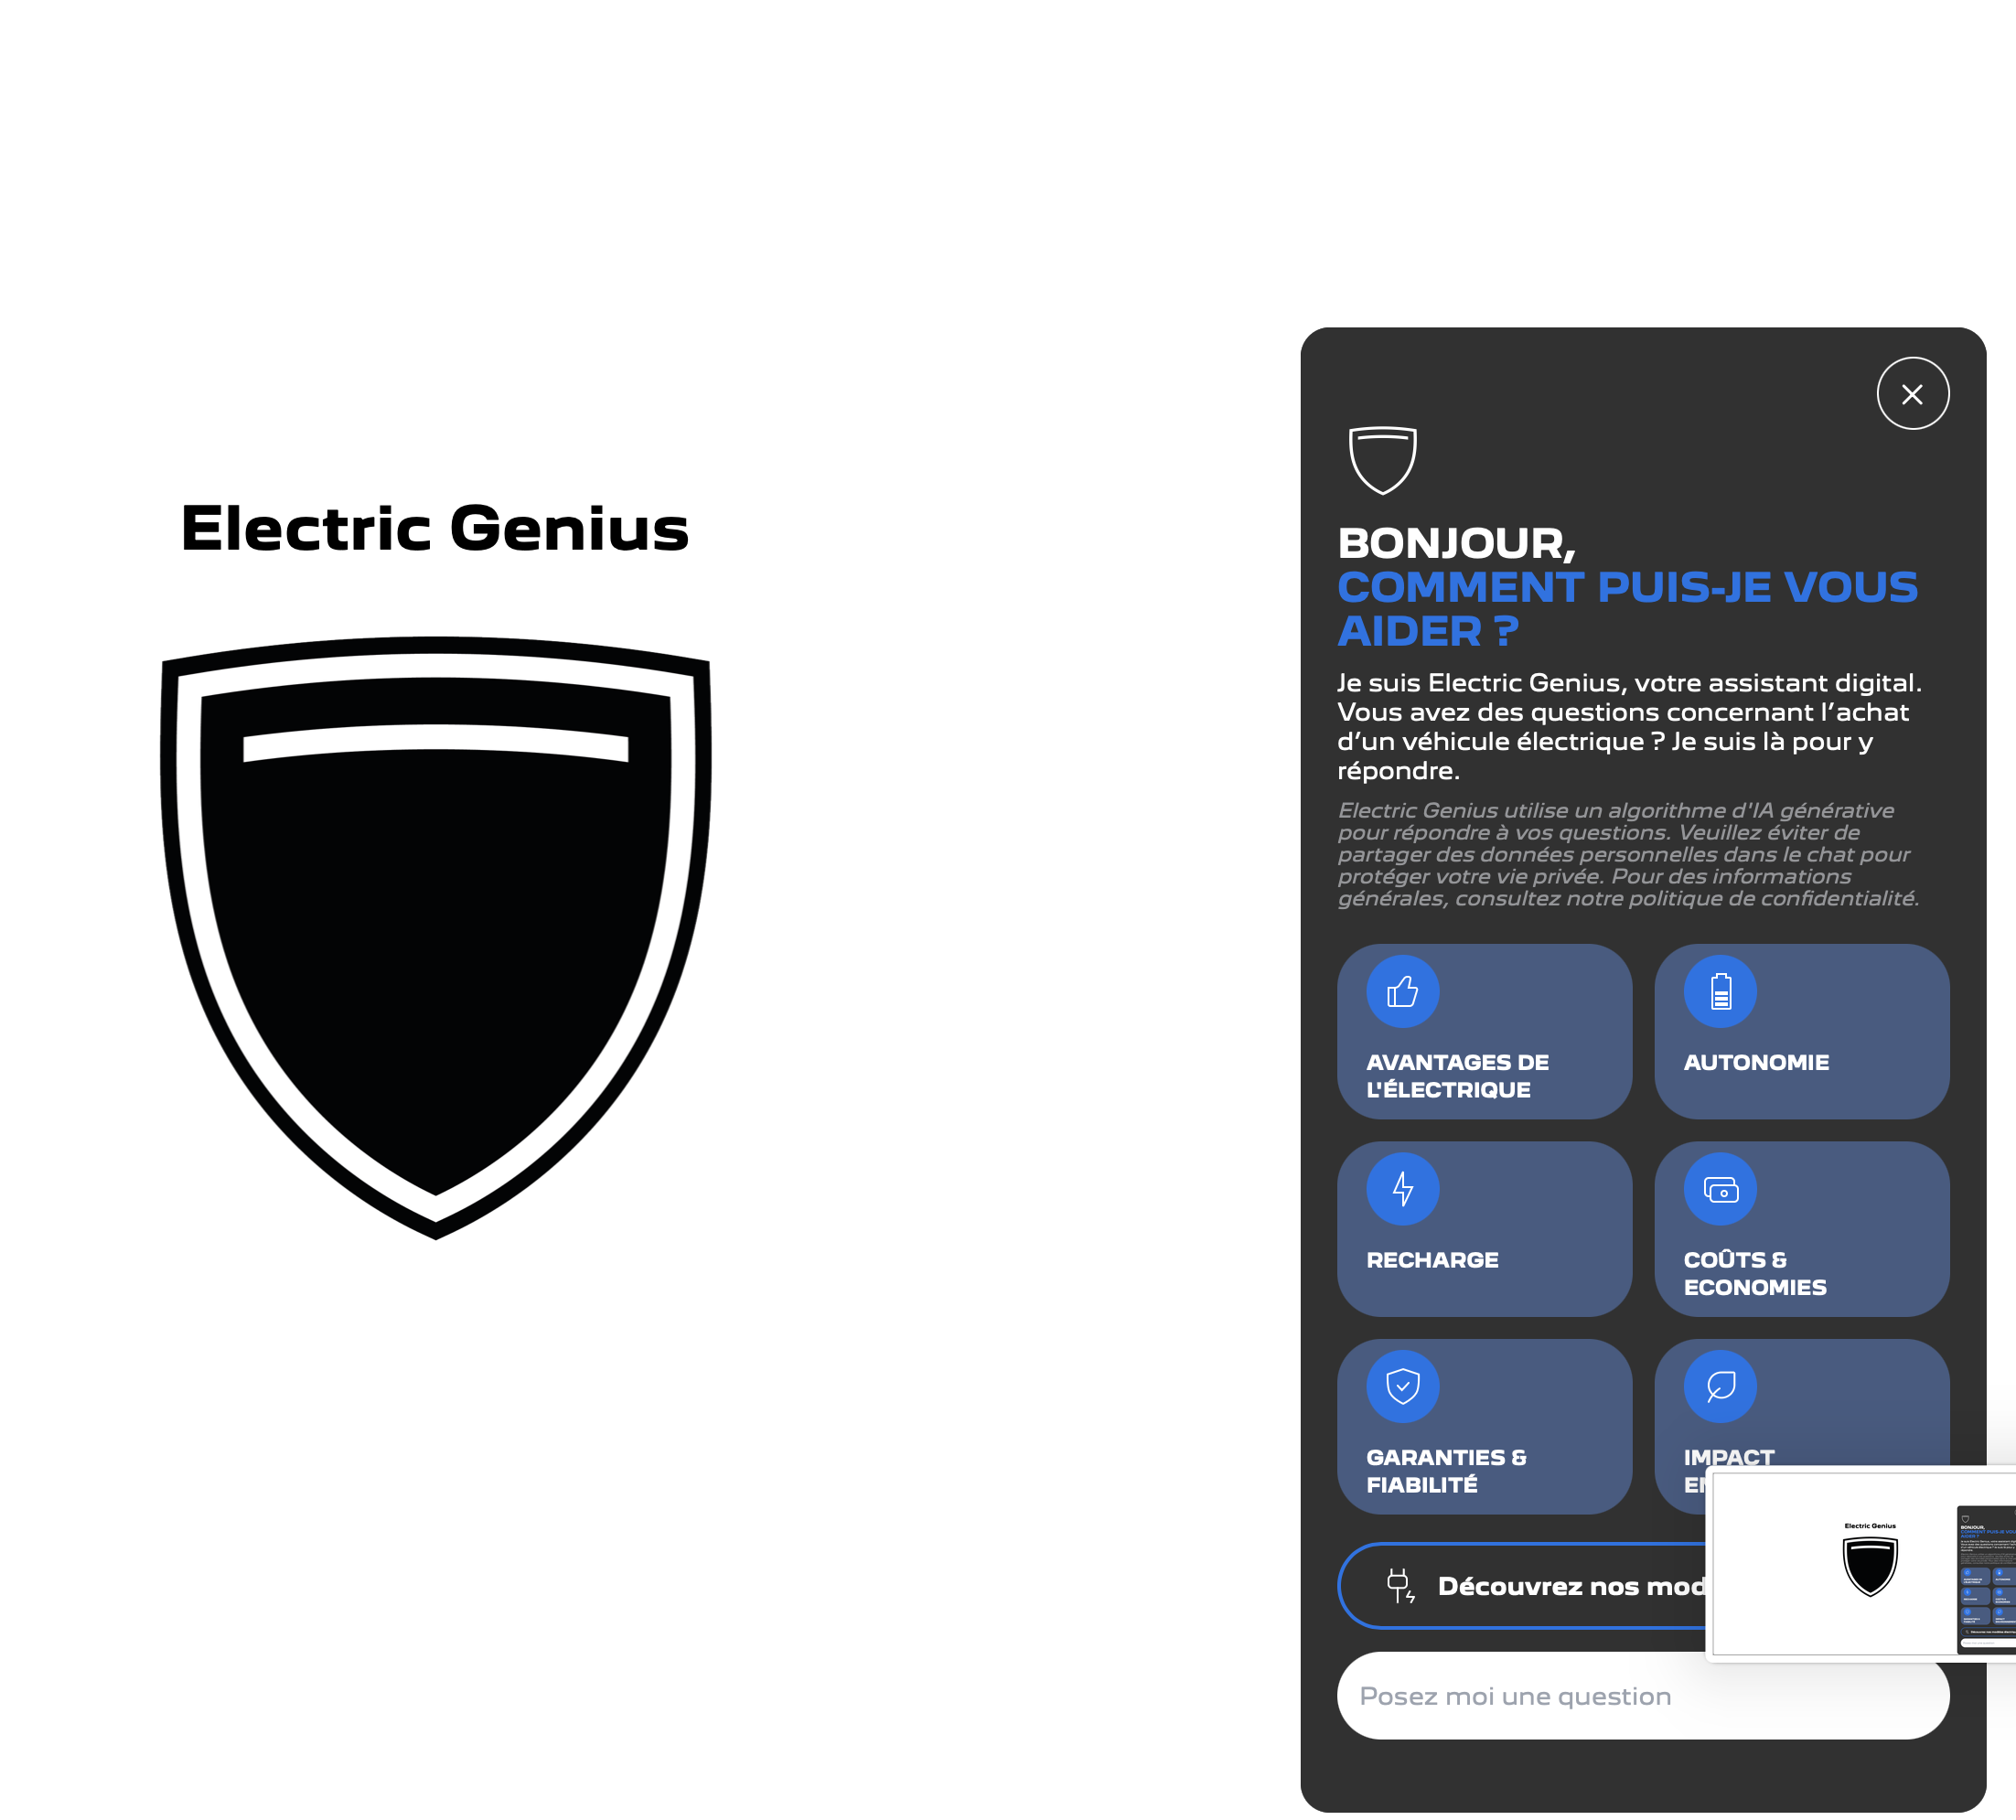 Electric Genius
BONJOUR,
COMMENT PUIS-JE VOUS
AIDER ?
Je suis Electric Genius, votre assistant digital.
Vous avez des questions concernant l’achat
d’un véhicule électrique ? Je suis là pour y
répondre.
Electric Genius utilise un algorithme d'IA générative
pour répondre à vos questions. Veuillez éviter de
partager des données personnelles dans le chat pour
protéger votre vie privée. Pour des informations
générales, consultez notre politique de confidentialité.
AVANTAGES DE
L'ÉLECTRIQUE
AUTONOMIE
RECHARGE
COÛTS &
ECONOMIES
GARANTIES &
FIABILITÉ
IMPACT
Découvrez nos
Posez moi une question
Electric Genius
BONJOUR,